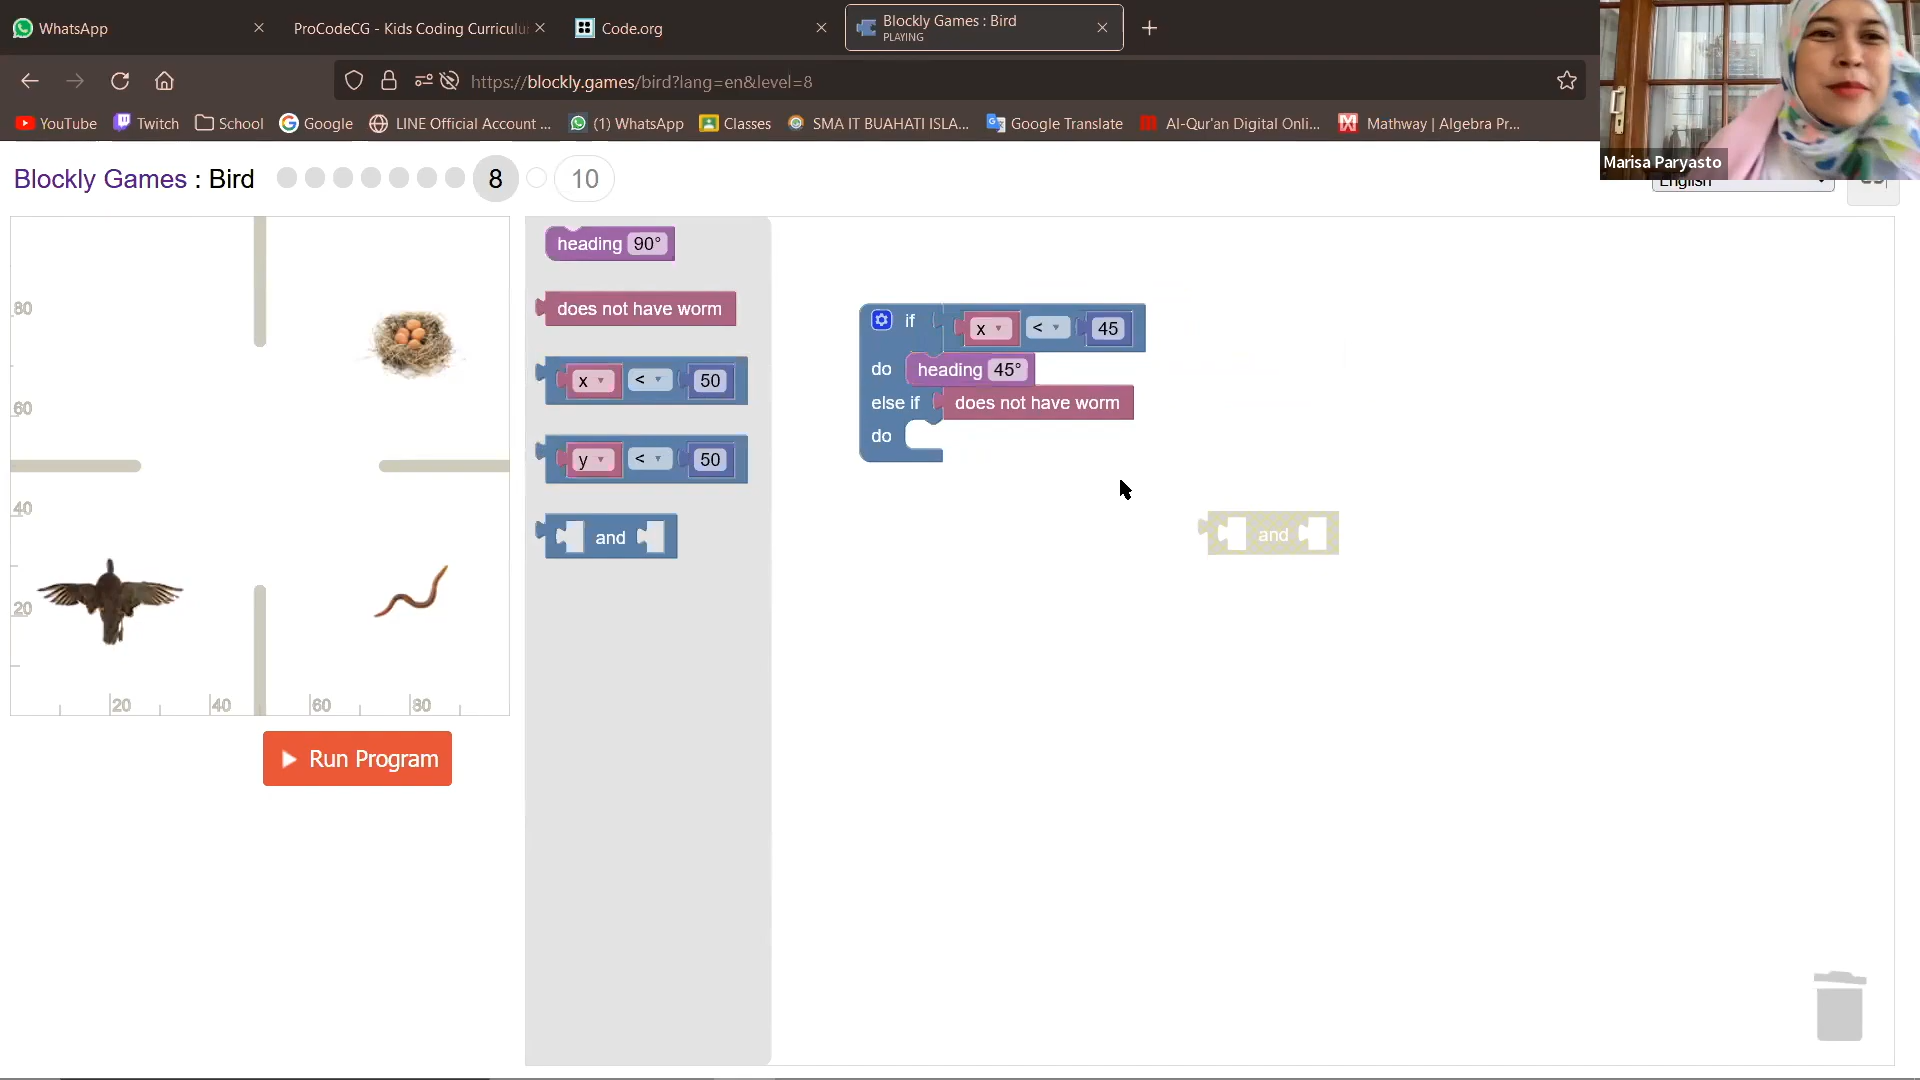 WhatsApp
ProCodeCG - Kids Coding Curriculu
Code.org
Blockly Games : Bird
PLAYING
https://blockly.games/bird?lang=en&level=8
YouTube
Twitch
School
Google
LINE Official Account ...
(1) WhatsApp
Classes
SMA IT BUAHATI ISLA...
Google Translate
Al-Qur'an Digital Onli...
Mathway | Algebra Pr...
Marisa Paryasto
English
Blockly Games : Bird
8
10
80
60
40
20
20
40
60
80
Run Program
heading 90°
does not have worm
x < 50
y < 50
and
if x < 45
do heading 45°
else if does not have worm
do
and